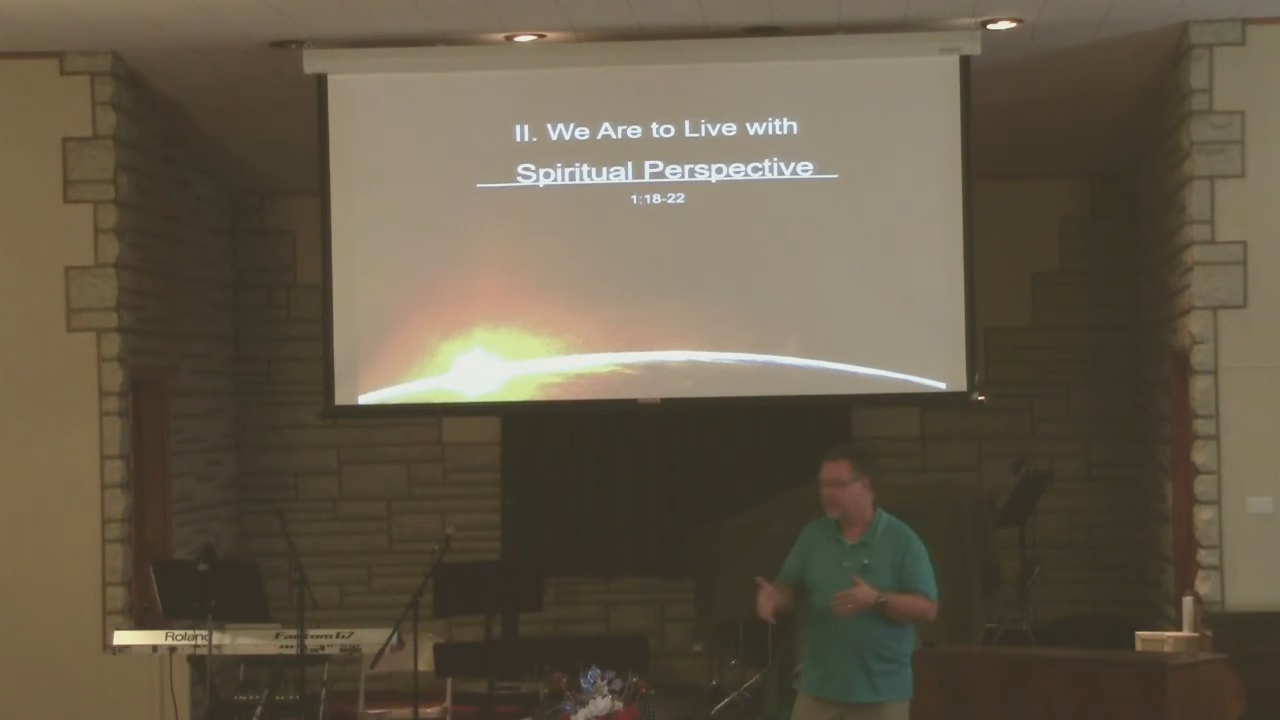 II. We Are to Live with
Spiritual Perspective
1:18-22
Roland
Fantom G7